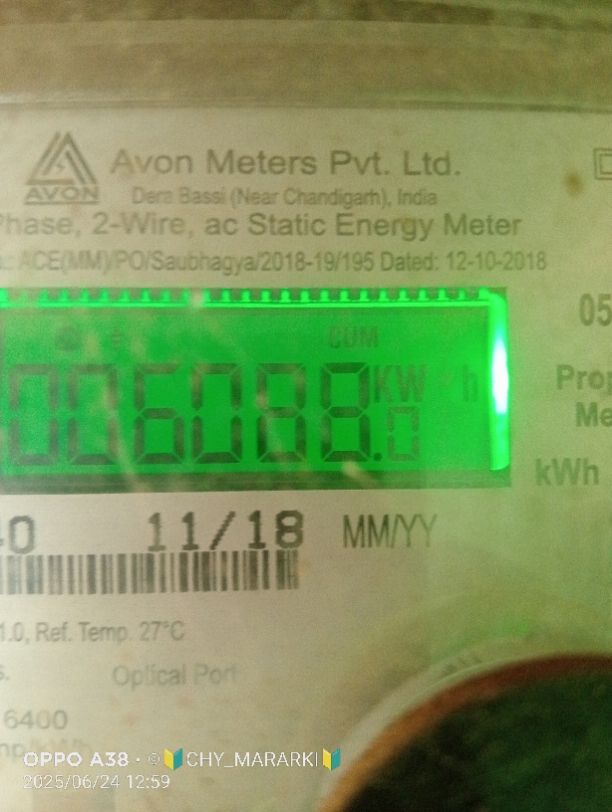 Avon Meters Pvt. Ltd.
AVON
Dera Bassi (Near Chandigarh), India
Phase, 2-Wire, ac Static Energy Meter
ACE(MM)/PO/Saubhagya/2018-19/195 Dated: 12-10-2018
CUM
05
006088.0 KW h
kWh
11/18 MM/YY
1.0, Ref. Temp. 27°C
Optical Port
6400
OPPO A38 · © 🔰CHY_MARARKI🔰
2025/06/24 12:59